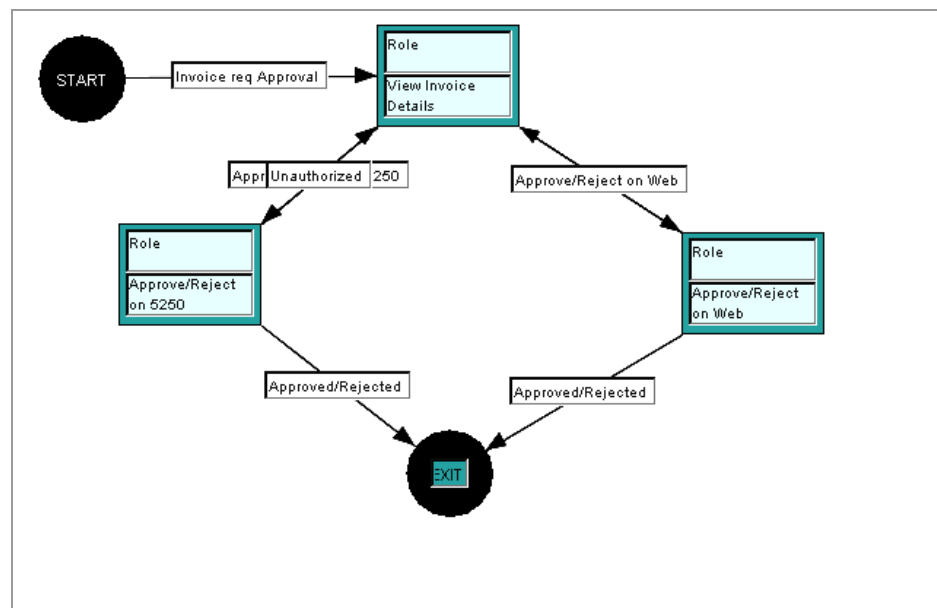 Role
START
Invoice req Approval
View Invoice
Details
Unauthorized
250
Approve/Reject on Web
Role
Approve/Reject
on 5250
Role
Approve/Reject
on Web
Approved/Rejected
Approved/Rejected
EXIT